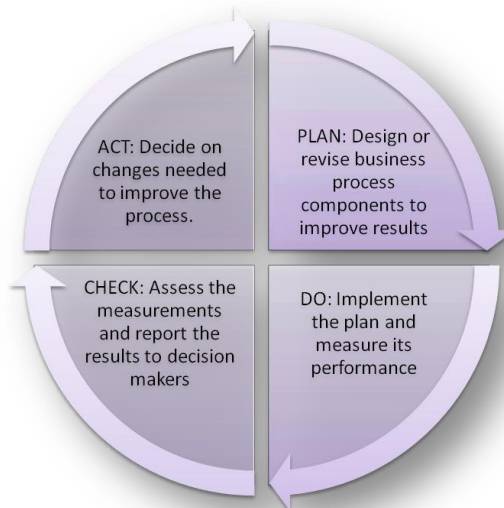 ACT: Decide on
changes needed
to improve the
process.
PLAN: Design or
revise business
process
components to
improve results
CHECK: Assess the
measurements
and report the
results to decision
makers
DO: Implement
the plan and
measure its
performance